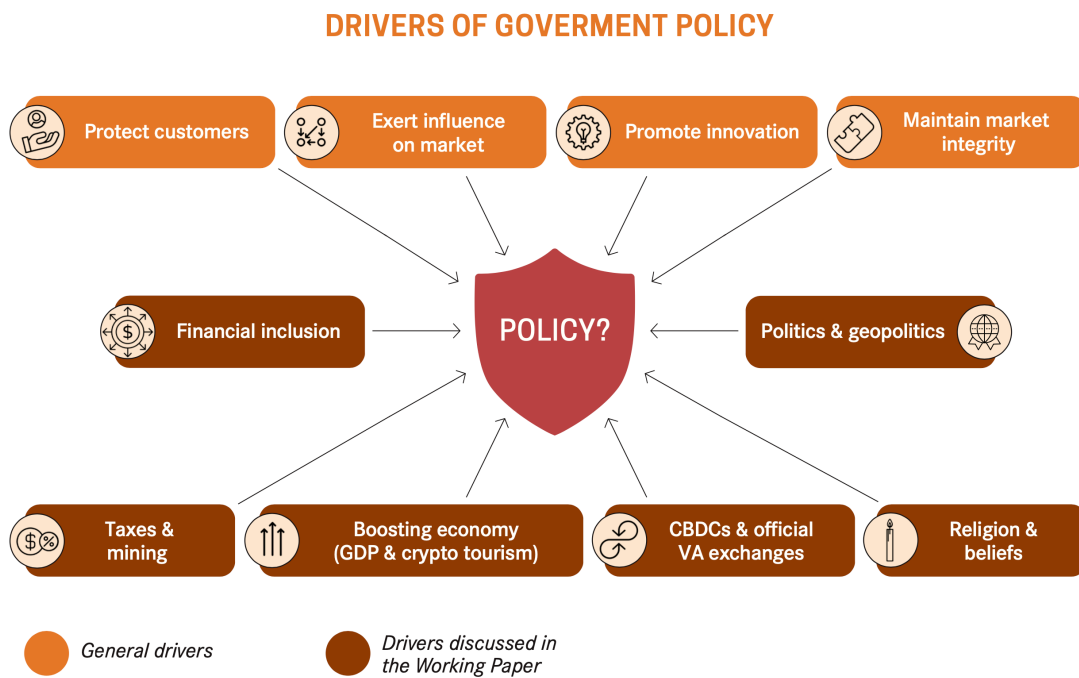 DRIVERS OF GOVERMENT POLICY
Protect customers
Exert influence
on market
Promote innovation
Maintain market
integrity
Financial inclusion
POLICY?
Politics & geopolitics
Taxes &
mining
Boosting economy
(GDP & crypto tourism)
CBDCs & official
VA exchanges
Religion &
beliefs
General drivers
Drivers discussed in
the Working Paper